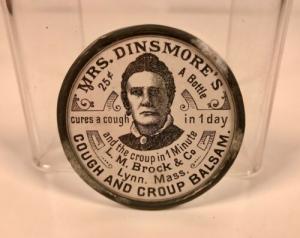 MRS. DINSMORE'S
25¢ A Bottle
cures a cough in 1 day
and the croup in 1 Minute
L. M. Brock & Co
Lynn, Mass.
COUGH AND CROUP BALSAM.